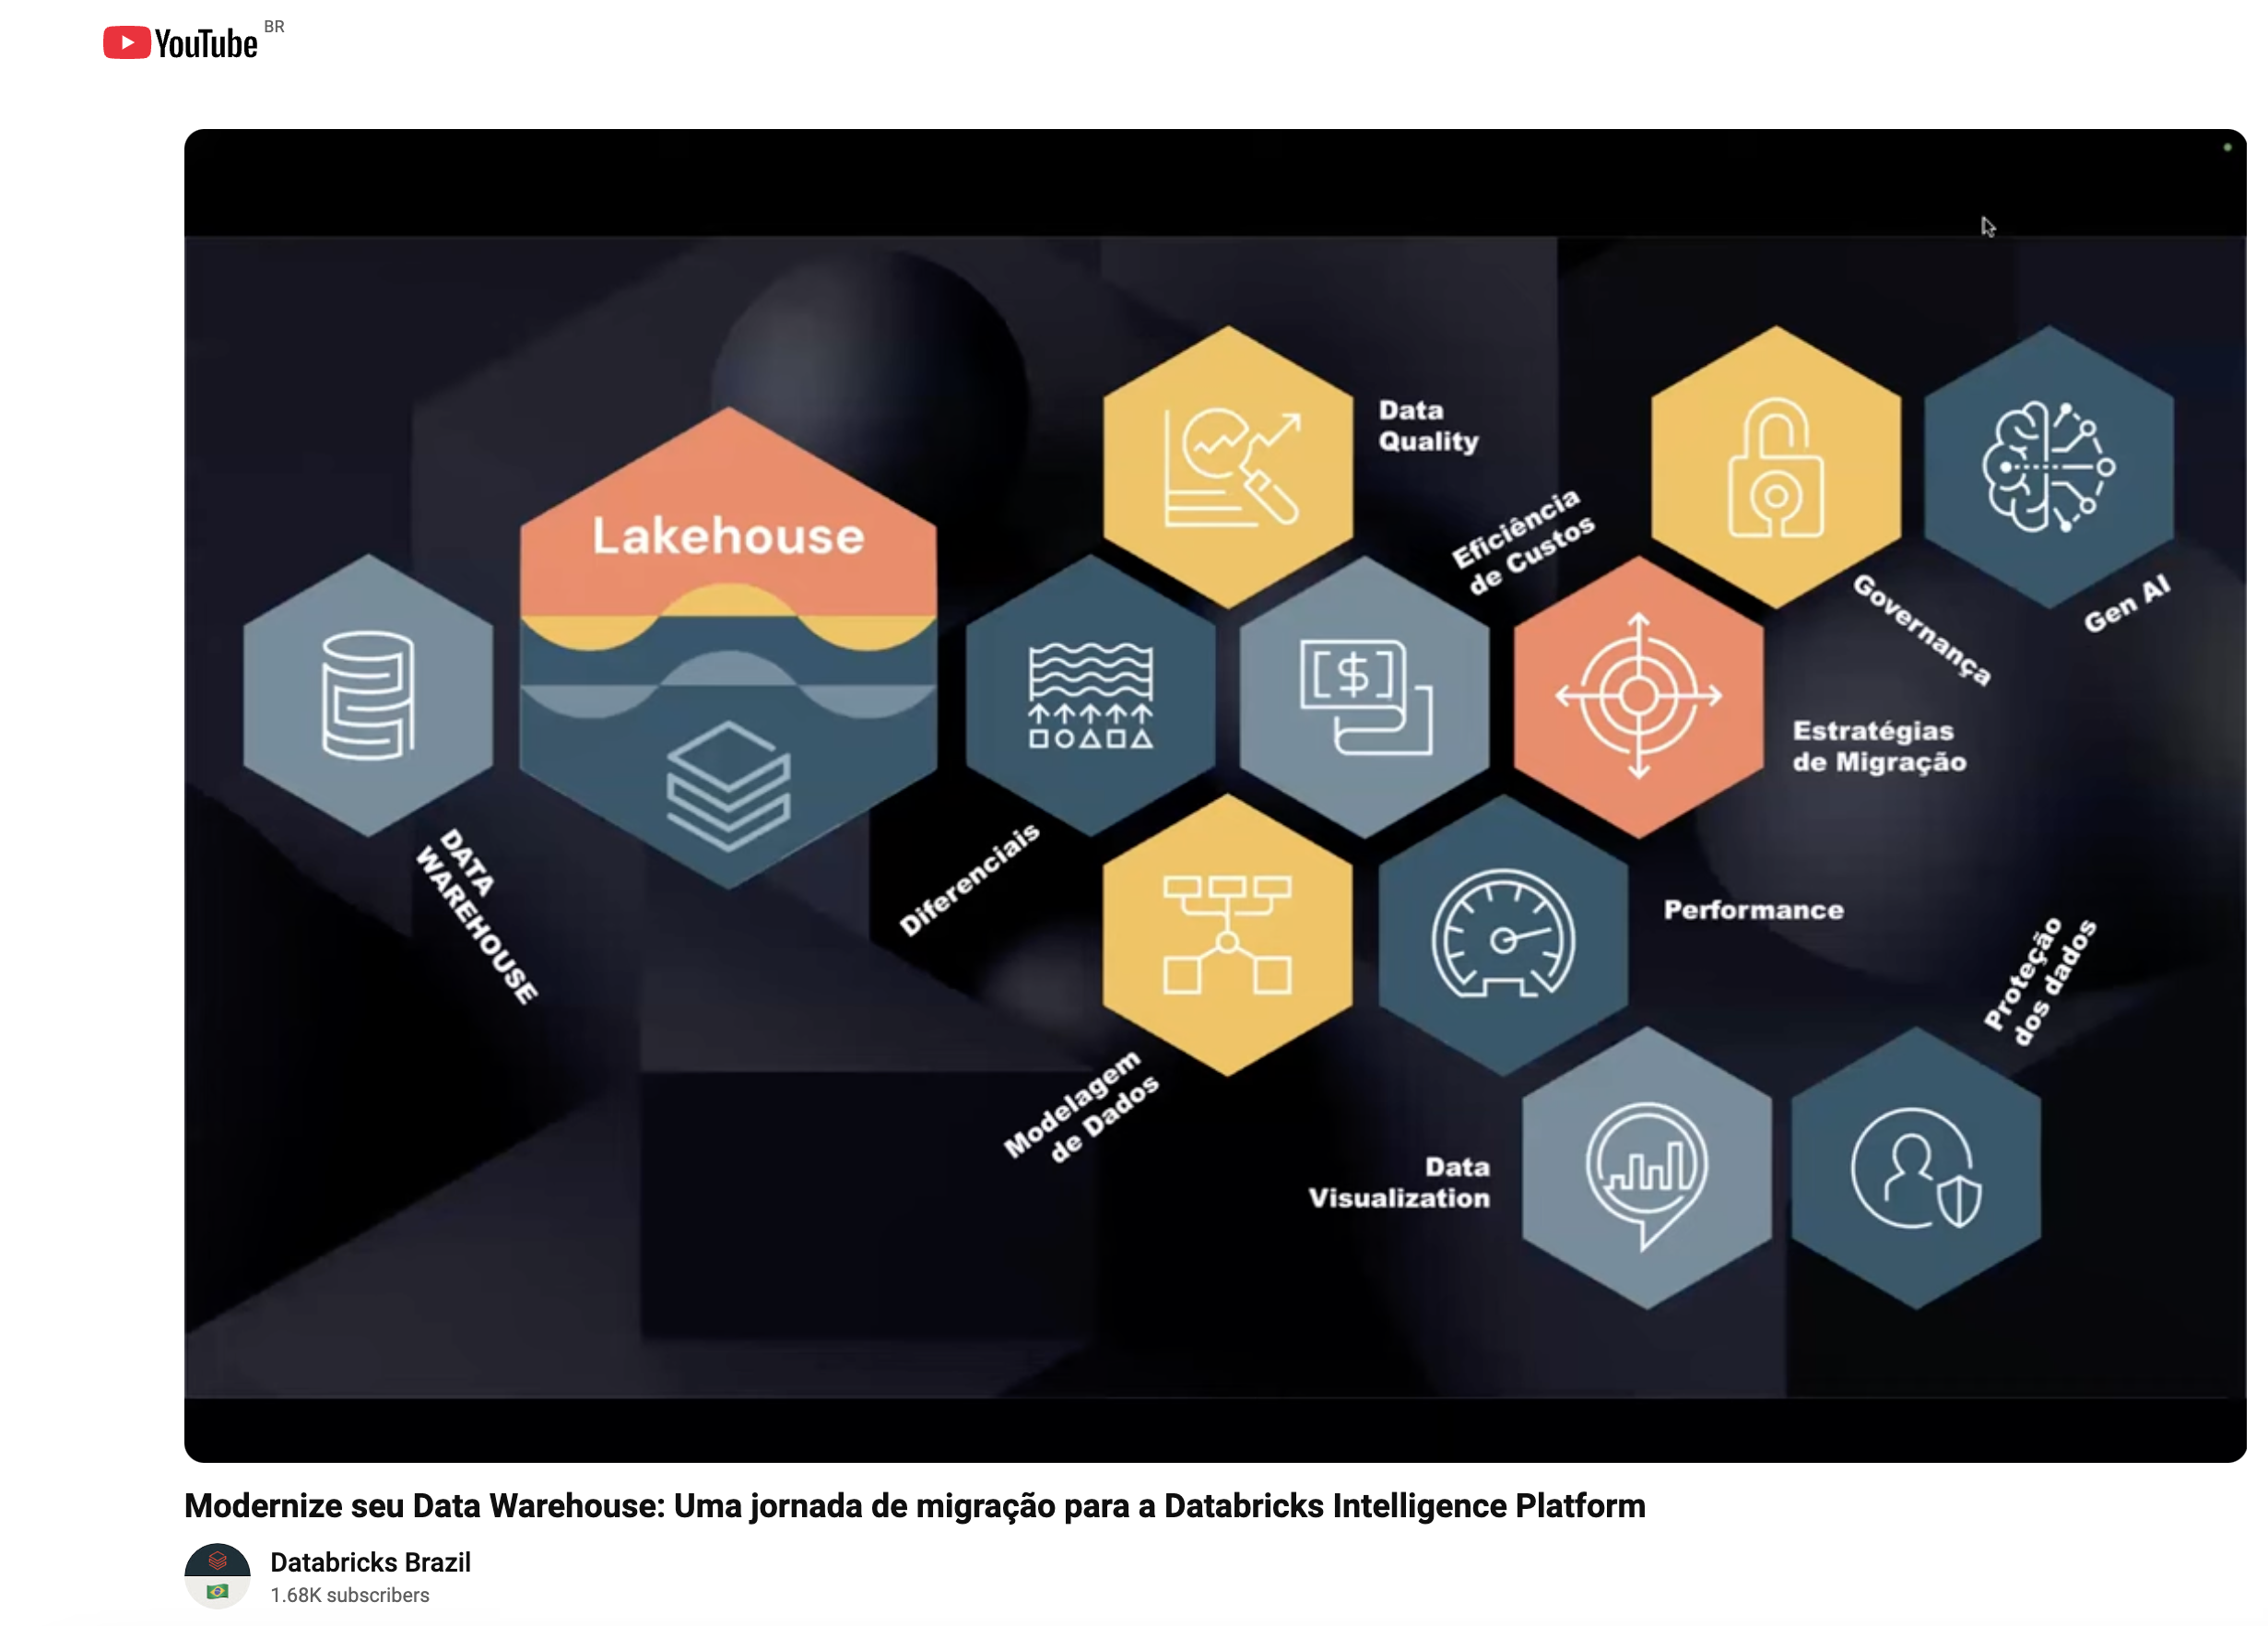 YouTube BR
Data
Quality
Eficiência
de Custos
Lakehouse
Governança
Gen AI
[$]
Estratégias
de Migração
DATA
WAREHOUSE
Diferenciais
Performance
Proteção
dos dados
Modelagem
de Dados
Data
Visualization
Modernize seu Data Warehouse: Uma jornada de migração para a Databricks Intelligence Platform
Databricks Brazil
1.68K subscribers